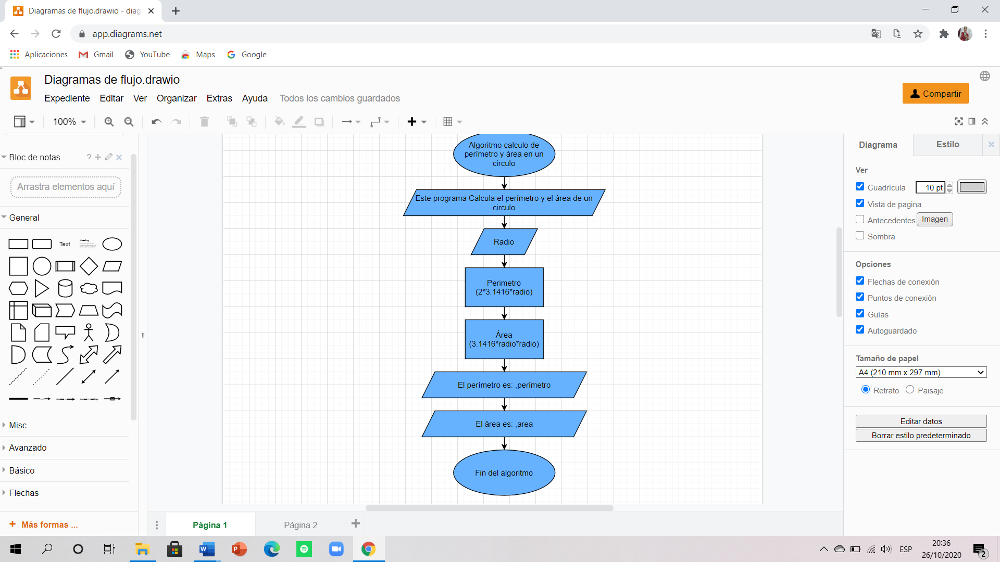 Diagramas de flujo.drawio - diag
app.diagrams.net
Aplicaciones Gmail YouTube Maps Google
Diagramas de flujo.drawio
Expediente Editar Ver Organizar Extras Ayuda Todos los cambios guardados
Compartir
100%
Bloc de notas ?
Arrastra elementos aquí
General
Text
Heading
Misc
Avanzado
Básico
Flechas
+ Más formas ...
Algoritmo calculo de
perímetro y área en un
circulo
Este programa Calcula el perímetro y el área de un
circulo
Radio
Perimetro
(2*3.1416*radio)
Área
(3.1416*radio*radio)
El perímetro es: ,perímetro
El área es: ,area
Fin del algoritmo
Página 1 Página 2
Diagrama Estilo
Ver
Cuadrícula 10 pt
Vista de pagina
Antecedentes Imagen
Sombra
Opciones
Flechas de conexión
Puntos de conexión
Guías
Autoguardado
Tamaño de papel
A4 (210 mm x 297 mm)
Retrato Paisaje
Editar datos
Borrar estilo predeterminado
ESP
20:36
26/10/2020
2